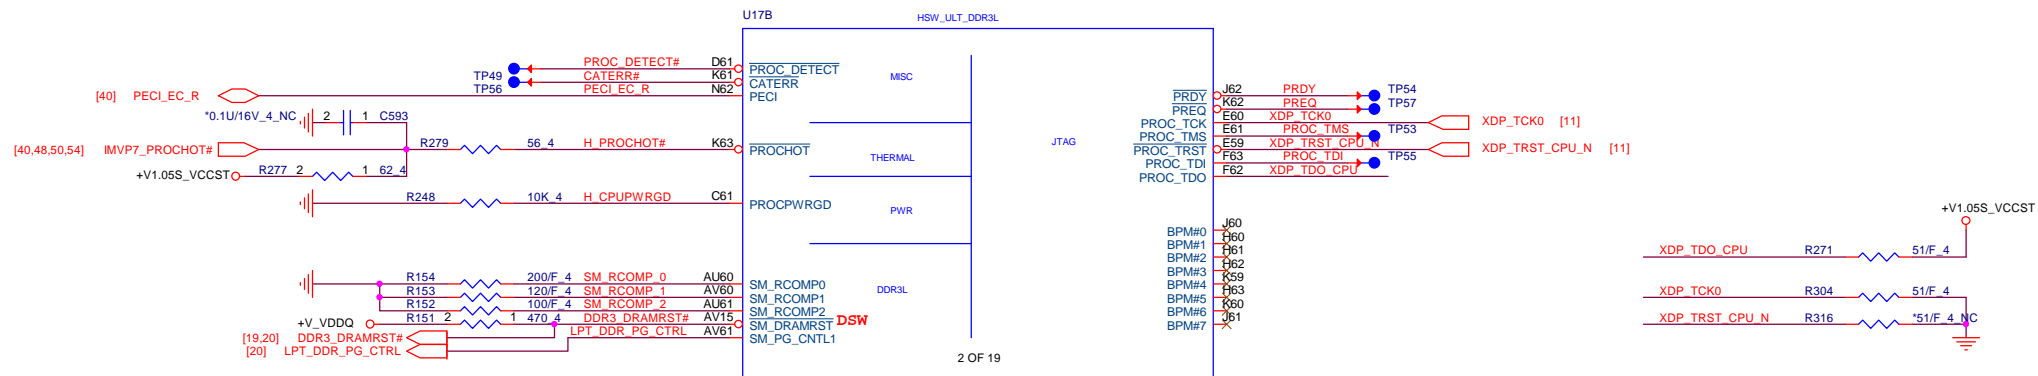 U17B
HSW_ULT_DDR3L
PROC_DETECT# D61 PROC_DETECT
TP49 CATERR# K61 CATERR
TP56 PECI_EC_R N62 PECI
[40] PECI_EC_R
MISC
*0.1U/16V_4_NC 2 1 C593
[40,48,50,54] IMVP7_PROCHOT# R279 56_4 H_PROCHOT# K63 PROCHOT
+V1.05S_VCCST R277 2 1 62_4
THERMAL
R248 10K_4 H_CPUPWRGD C61 PROCPWRGD
PWR
R154 200/F_4 SM_RCOMP_0 AU60 SM_RCOMP0
R153 120/F_4 SM_RCOMP_1 AV60 SM_RCOMP1
R152 100/F_4 SM_RCOMP_2 AU61 SM_RCOMP2
+V_VDDQ R151 2 1 470_4 DDR3_DRAMRST# AV15 SM_DRAMRST DSW
[19,20] DDR3_DRAMRST# LPT_DDR_PG_CTRL AV61 SM_PG_CNTL1
[20] LPT_DDR_PG_CTRL
DDR3L
JTAG
PRDY J62 PRDY TP54
PREQ K62 PREQ TP57
PROC_TCK E60 XDP_TCK0 XDP_TCK0 [11]
PROC_TMS E61 PROC_TMS TP53
PROC_TRST E59 XDP_TRST_CPU_N XDP_TRST_CPU_N [11]
PROC_TDI F63 PROC_TDI TP55
PROC_TDO F62 XDP_TDO_CPU
BPM#0 J60
BPM#1 H60
BPM#2 H61
BPM#3 H62
BPM#4 K59
BPM#5 H63
BPM#6 K60
BPM#7 J61
2 OF 19
+V1.05S_VCCST
XDP_TDO_CPU R271 51/F_4
XDP_TCK0 R304 51/F_4
XDP_TRST_CPU_N R316 *51/F_4_NC